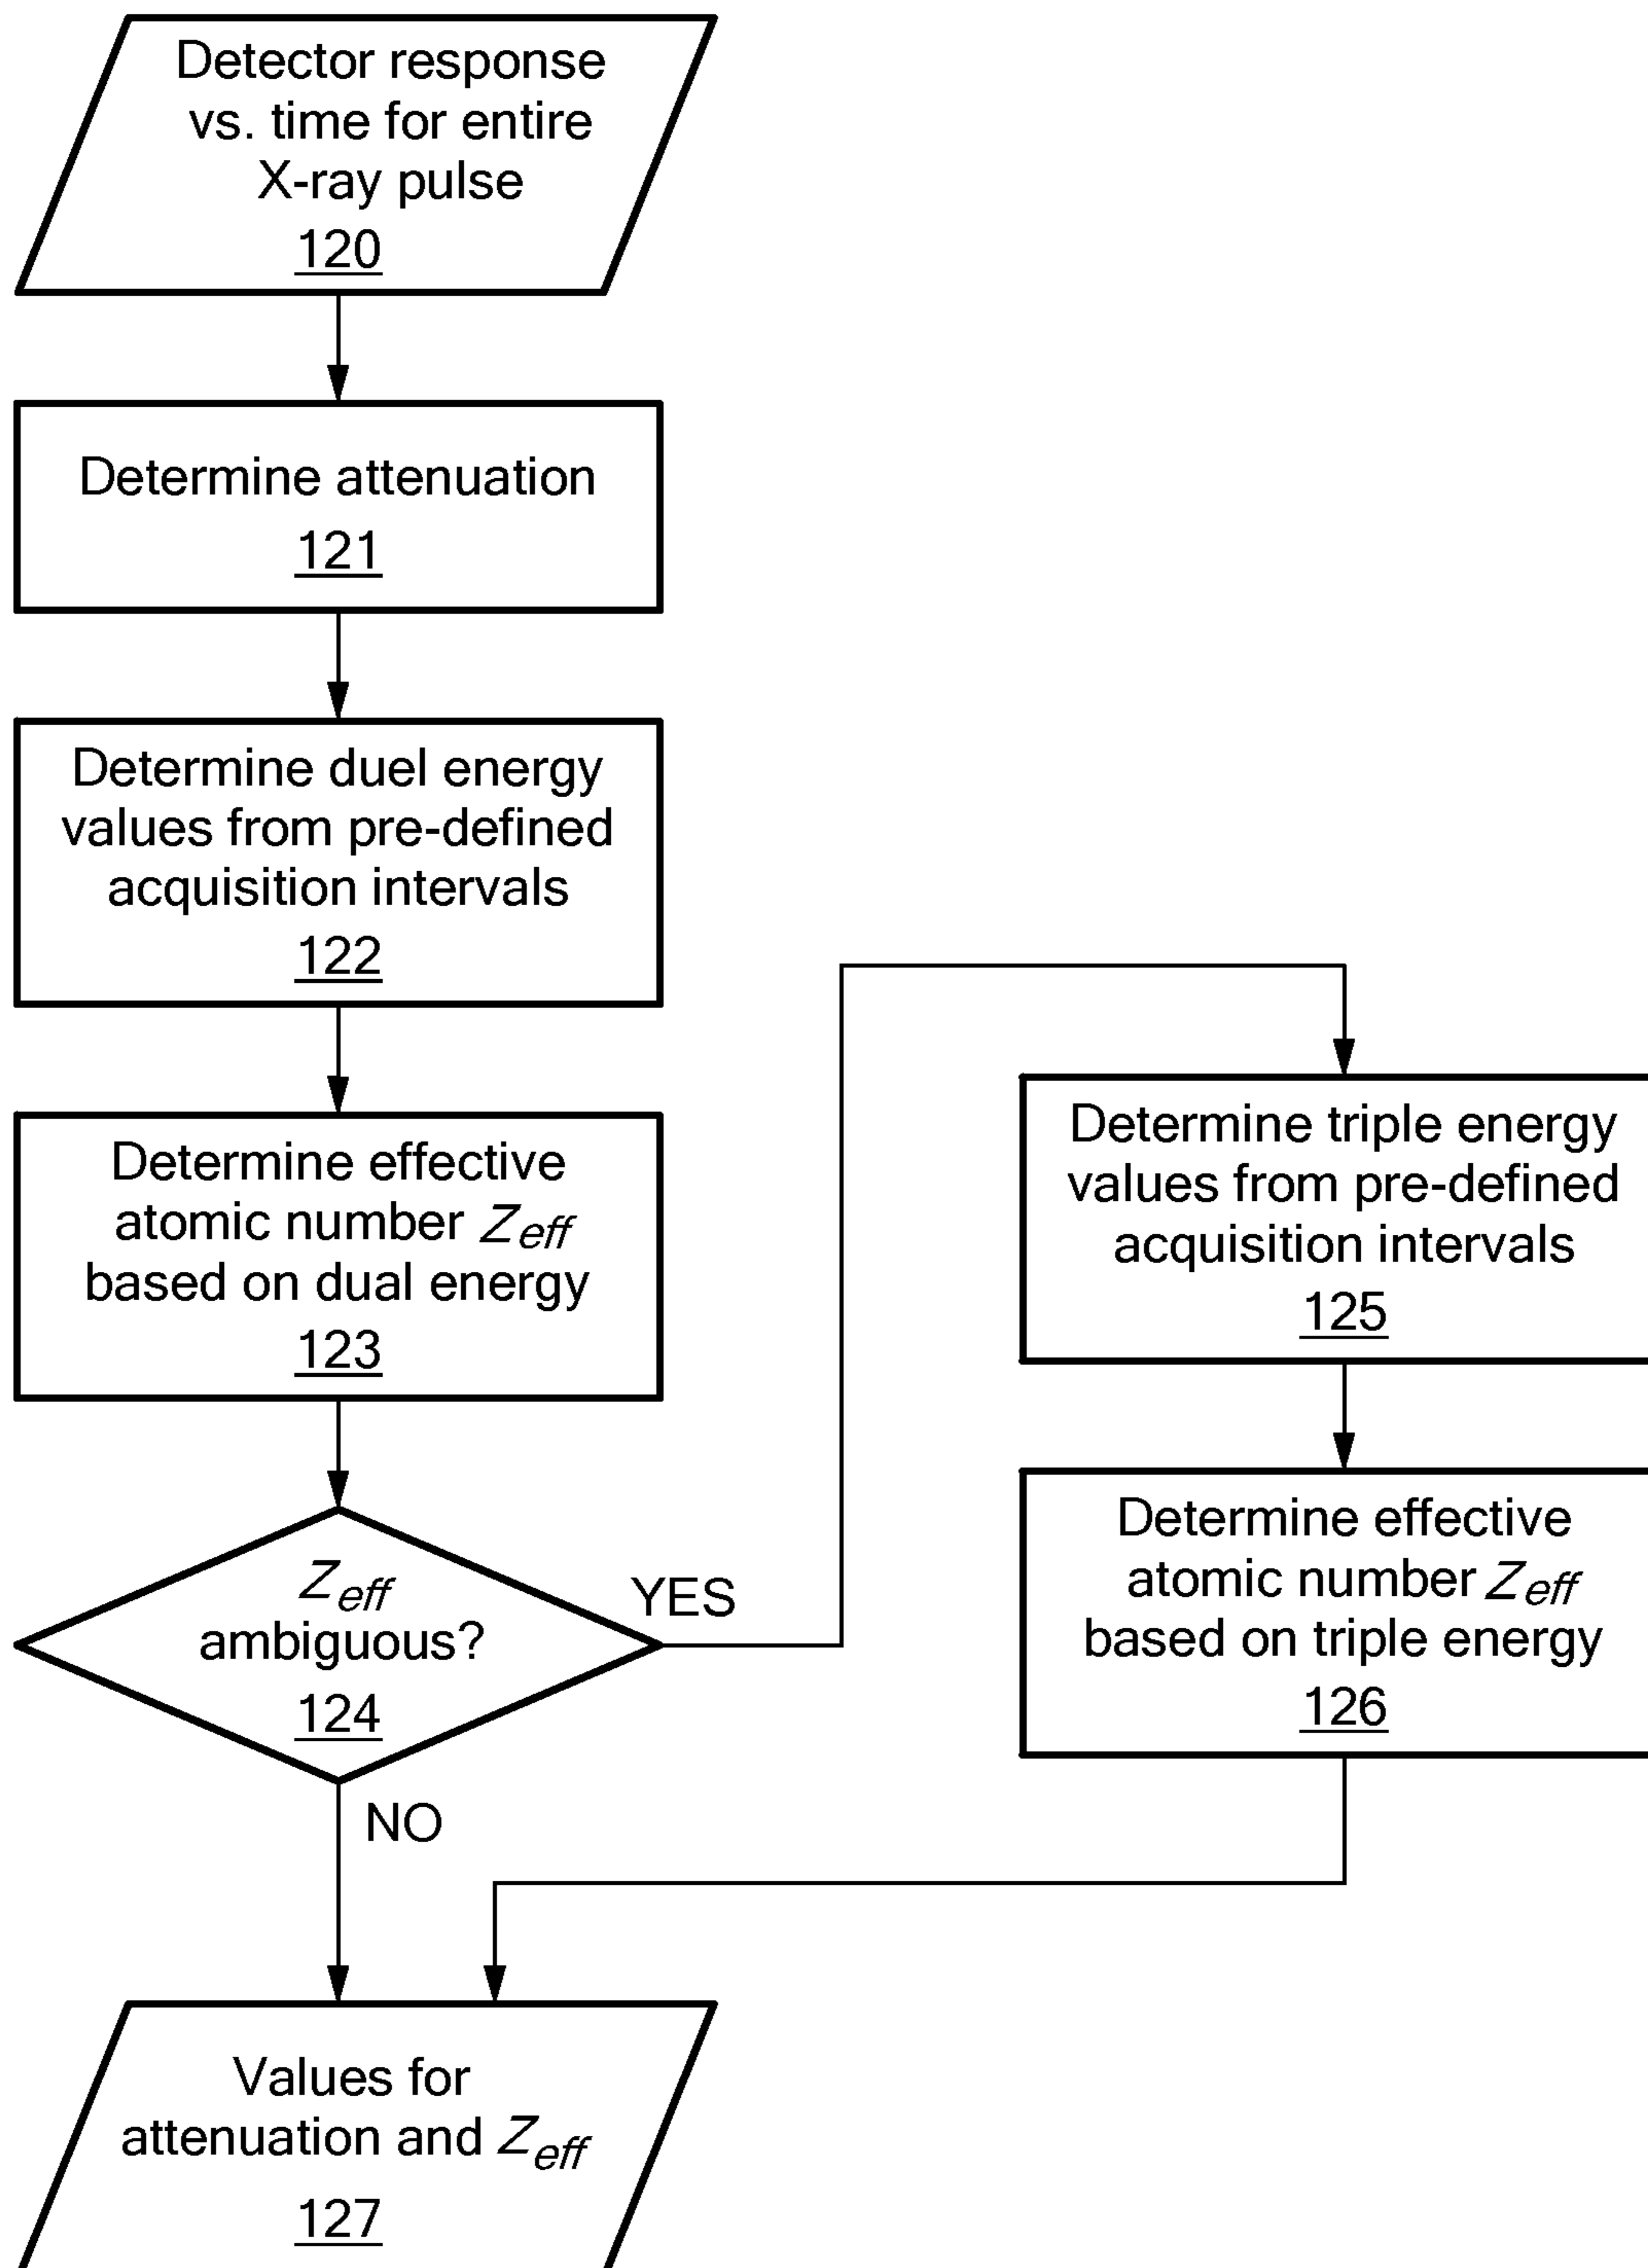 Detector response
vs. time for entire
X-ray pulse
120
Determine attenuation
121
Determine duel energy
values from pre-defined
acquisition intervals
122
Determine effective
atomic number Zeff
based on dual energy
123
Zeff
ambiguous?
124
YES
NO
Determine triple energy
values from pre-defined
acquisition intervals
125
Determine effective
atomic number Zeff
based on triple energy
126
Values for
attenuation and Zeff
127